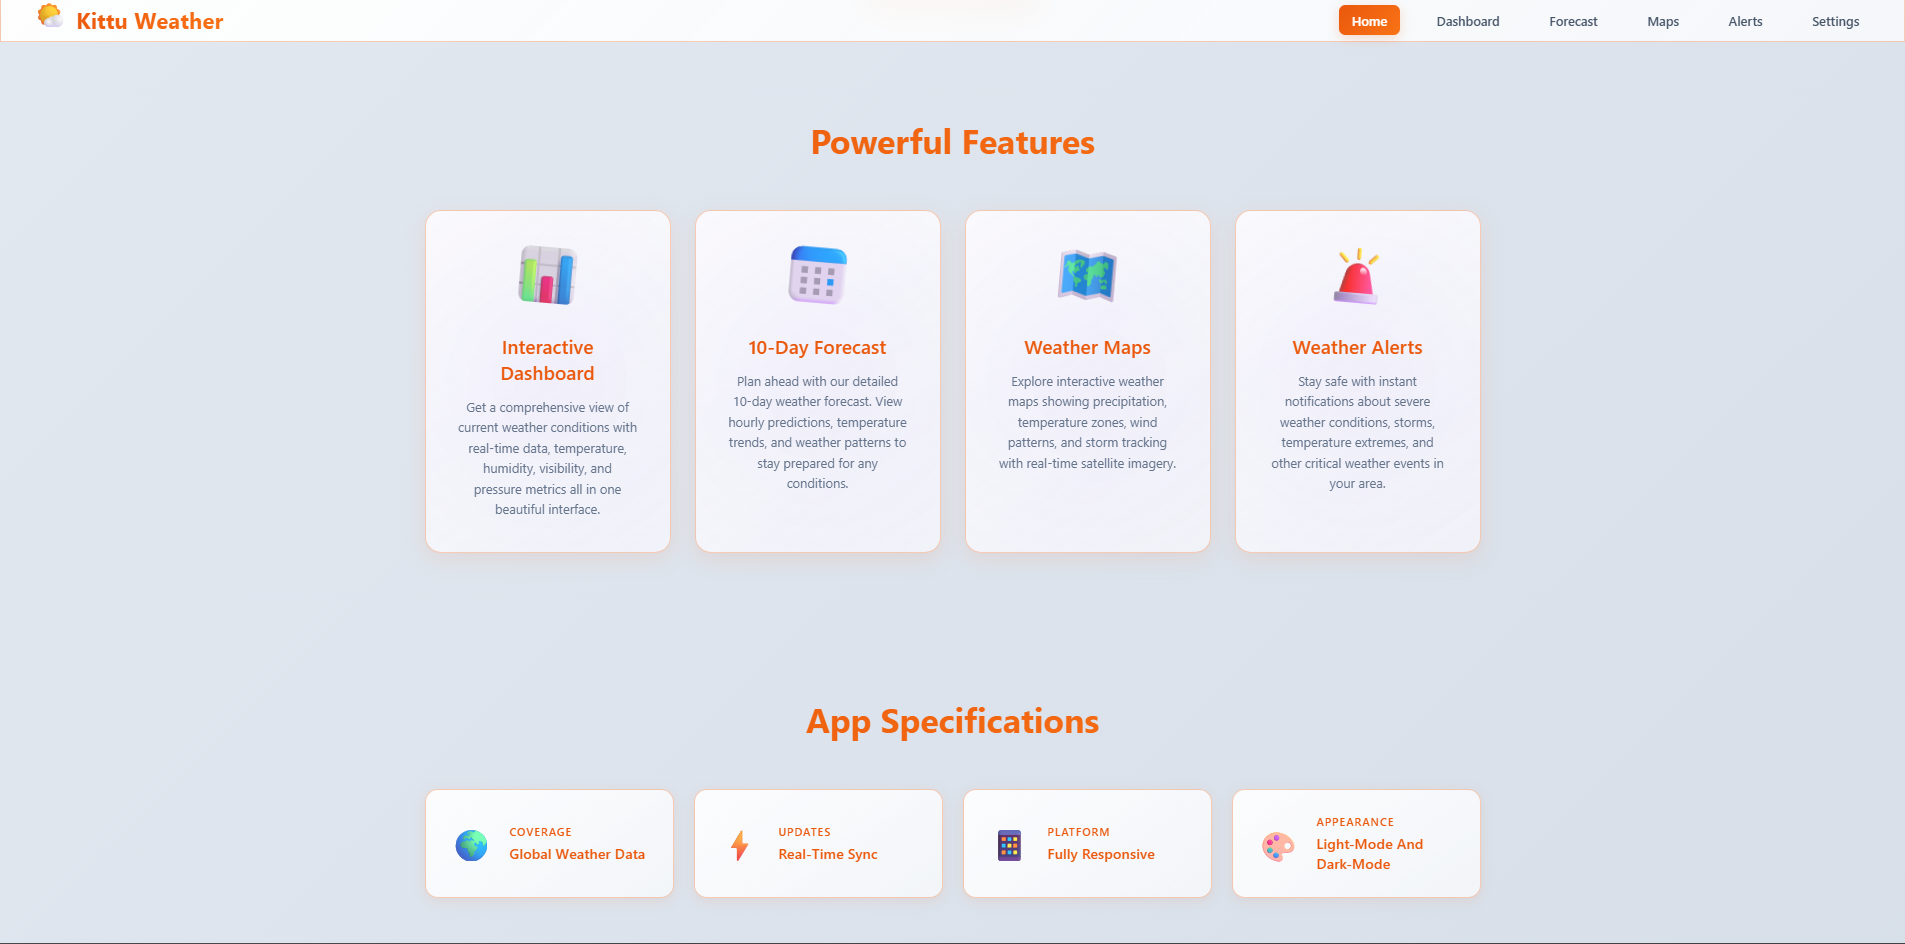 Kittu Weather
Home
Dashboard
Forecast
Maps
Alerts
Settings
Powerful Features
Interactive
Dashboard
Get a comprehensive view of
current weather conditions with
real-time data, temperature,
humidity, visibility, and
pressure metrics all in one
beautiful interface.
10-Day Forecast
Plan ahead with our detailed
10-day weather forecast. View
hourly predictions, temperature
trends, and weather patterns to
stay prepared for any
conditions.
Weather Maps
Explore interactive weather
maps showing precipitation,
temperature zones, wind
patterns, and storm tracking
with real-time satellite imagery.
Weather Alerts
Stay safe with instant
notifications about severe
weather conditions, storms,
temperature extremes, and
other critical weather events in
your area.
App Specifications
COVERAGE
Global Weather Data
UPDATES
Real-Time Sync
PLATFORM
Fully Responsive
APPEARANCE
Light-Mode And
Dark-Mode